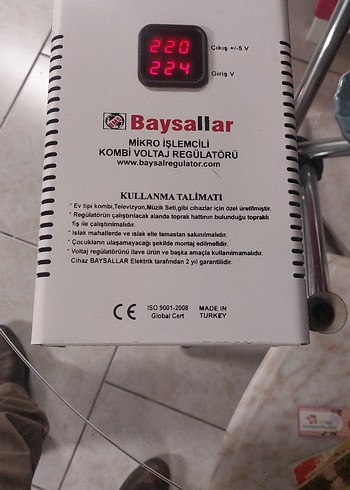 220 Çıkış +/-5 V
224 Giriş V
Baysallar
MİKRO İŞLEMCİLİ
KOMBİ VOLTAJ REGÜLATÖRÜ
www.baysalregulator.com
KULLANMA TALİMATI
* Ev tipi kombi,Televizyon,Müzik Seti,gibi cihazlar için özel üretilmiştir.
* Regülatörün çalıştırılacak alanda toprak hattının bulunduğu topraklı
fiş ile çalıştırılmalıdır.
* Islak mahallerde ve ıslak elle temastan sakınılmalıdır.
* Çocukların ulaşamayacağı şekilde montaj edilmelidir.
* Voltaj regülatörünü ilave ürün ve başka amaçla kullanmamalıdır.
Cihaz BAYSALLAR Elektrik tarafından 2 yıl garantilidir.
CE ISO 9001-2008 MADE IN
Global Cert TURKEY